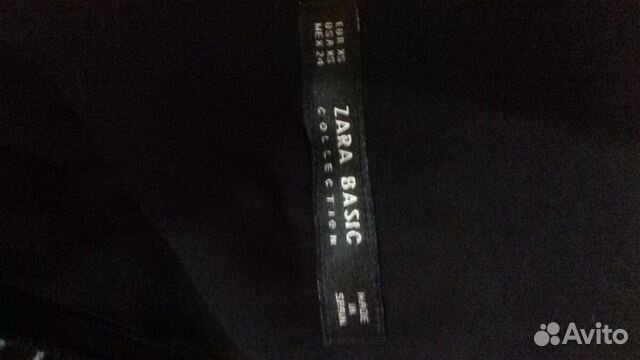 EUR XS
USA XS
MEX 24
ZARA BASIC
COLLECTION
MADE
IN
SPAIN
Avito